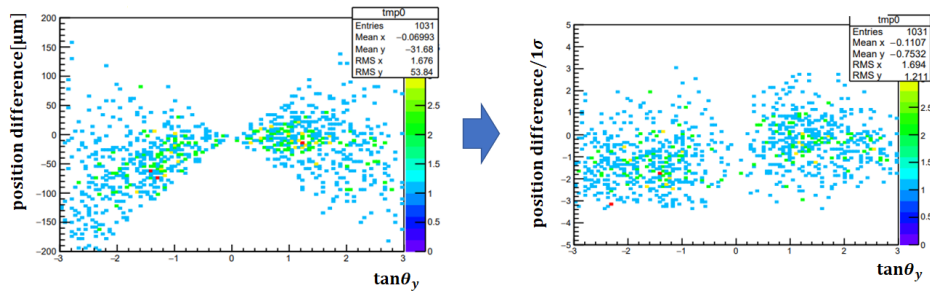 tmp0
Entries 1031
Mean x -0.06993
Mean y -31.68
RMS x 1.676
RMS y 53.84
position difference[μm]
200
150
100
50
0
-50
-100
-150
-200
-3 -2 -1 0 1 2 3
2.5
2
1.5
1
0.5
0
tanθy
tmp0
Entries 1031
Mean x -0.1107
Mean y -0.7532
RMS x 1.694
RMS y 1.211
position difference/1σ
5
4
3
2
1
0
-1
-2
-3
-4
-5
-3 -2 -1 0 1 2 3
2.5
2
1.5
1
0.5
0
tanθy